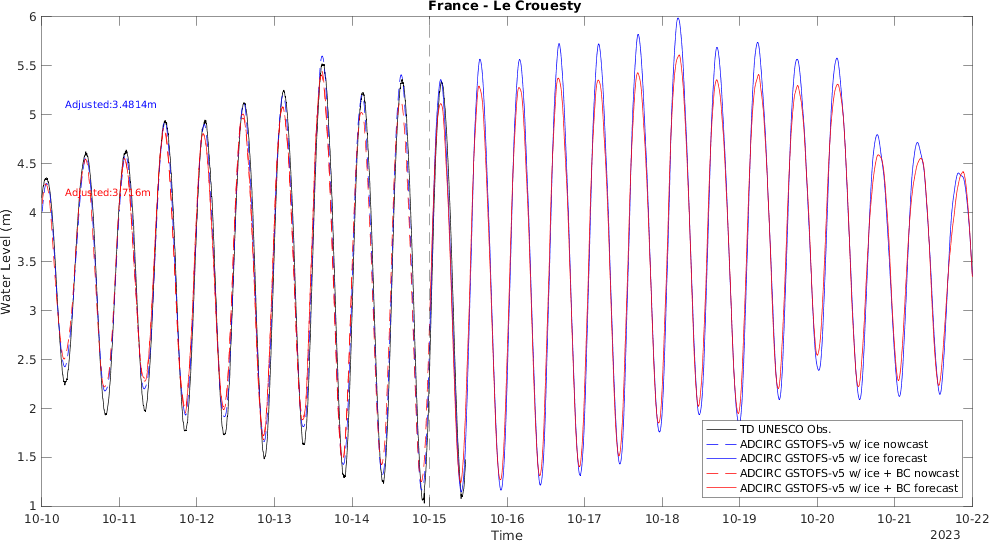 France - Le Crouesty
Water Level (m)
6
5.5
5
4.5
4
3.5
3
2.5
2
1.5
1
Adjusted:3.4814m
Adjusted:3.716m
TD UNESCO Obs.
ADCIRC GSTOFS-v5 w/ ice nowcast
ADCIRC GSTOFS-v5 w/ ice forecast
ADCIRC GSTOFS-v5 w/ ice + BC nowcast
ADCIRC GSTOFS-v5 w/ ice + BC forecast
10-10 10-11 10-12 10-13 10-14 10-15 10-16 10-17 10-18 10-19 10-20 10-21 10-22
Time
2023